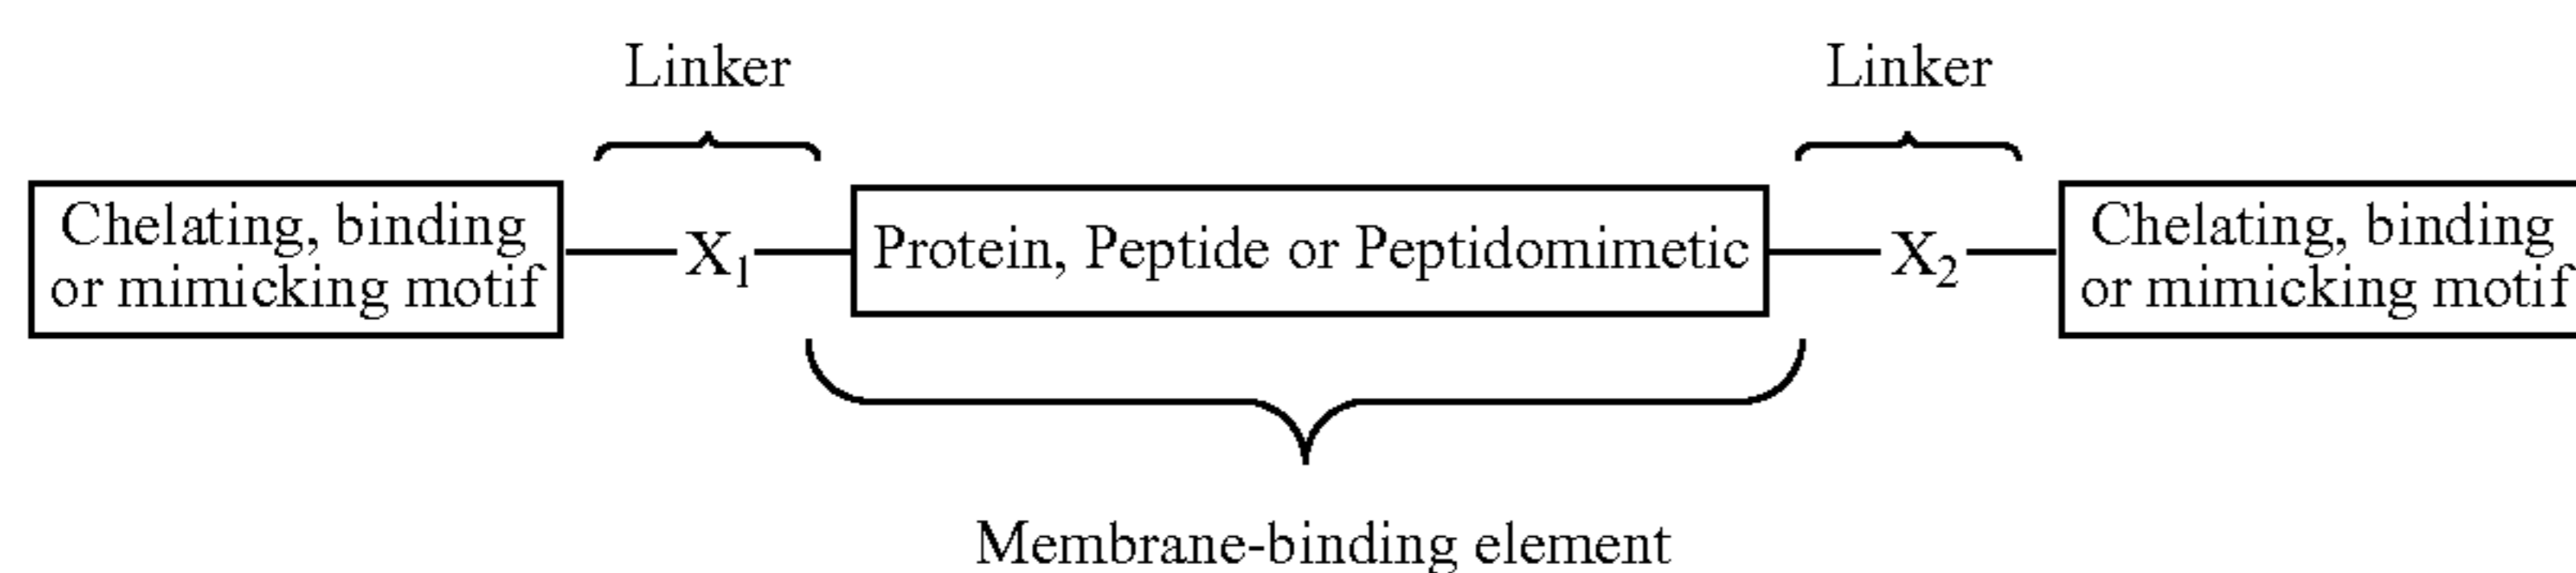 Linker
Linker
Chelating, binding
or mimicking motif
X₁
Protein, Peptide or Peptidomimetic
X₂
Chelating, binding
or mimicking motif
Membrane-binding element